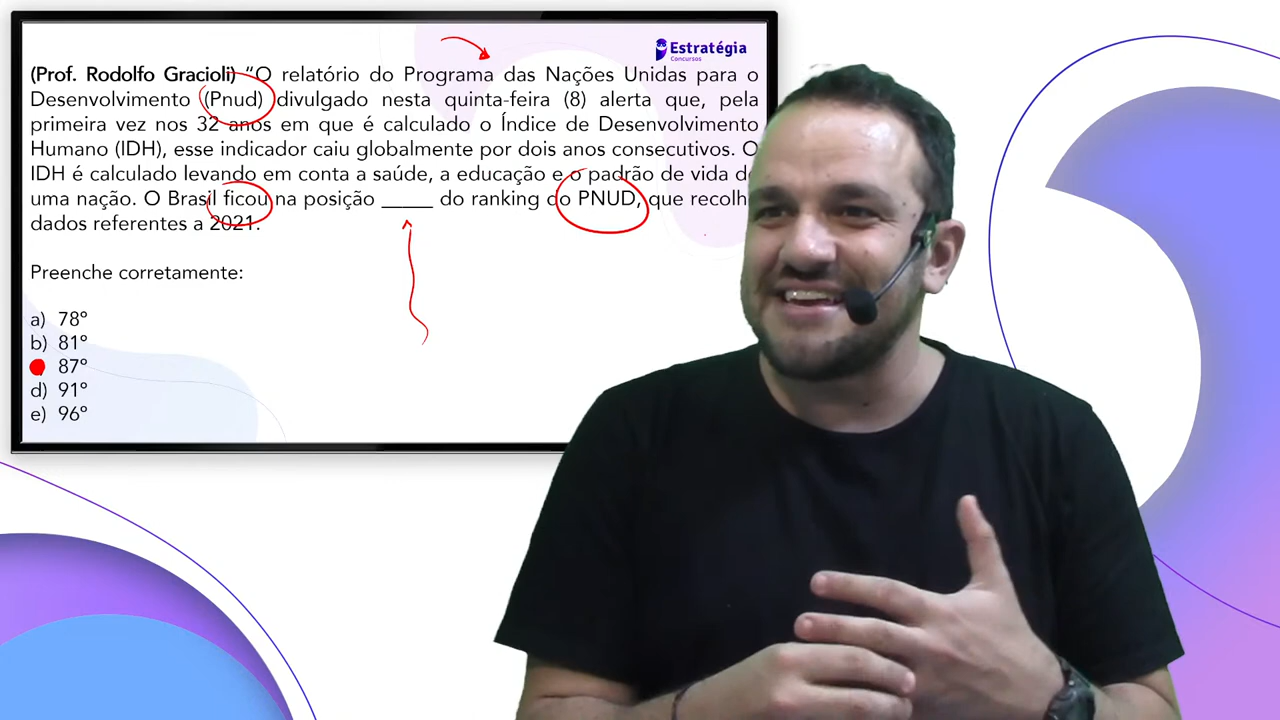 Estratégia
Concursos
(Prof. Rodolfo Gracioli) “O relatório do Programa das Nações Unidas para o
Desenvolvimento (Pnud) divulgado nesta quinta-feira (8) alerta que, pela
primeira vez nos 32 anos em que é calculado o Índice de Desenvolvimento
Humano (IDH), esse indicador caiu globalmente por dois anos consecutivos. O
IDH é calculado levando em conta a saúde, a educação e o padrão de vida de
uma nação. O Brasil ficou na posição _____ do ranking do PNUD, que recolh
dados referentes a 2021.
Preenche corretamente:
a) 78º
b) 81º
87º
d) 91º
e) 96º